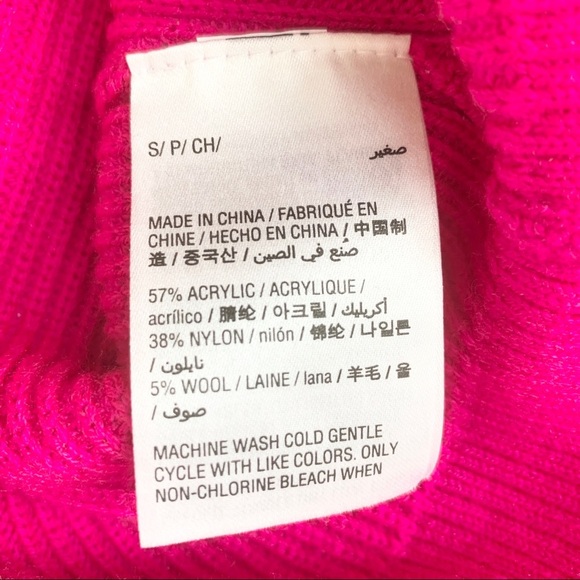 S/ P/ CH/ صغير
MADE IN CHINA / FABRIQUÉ EN
CHINE / HECHO EN CHINA / 中国制
造 / 중국산 / صُنع في الصين
57% ACRYLIC / ACRYLIQUE /
acrílico / 腈纶 / 아크릴 / أكريليك
38% NYLON / nilón / 锦纶 / 나일론
/ نايلون
5% WOOL / LAINE / lana / 羊毛 / 울
/ صوف
MACHINE WASH COLD GENTLE
CYCLE WITH LIKE COLORS. ONLY
NON-CHLORINE BLEACH WHEN